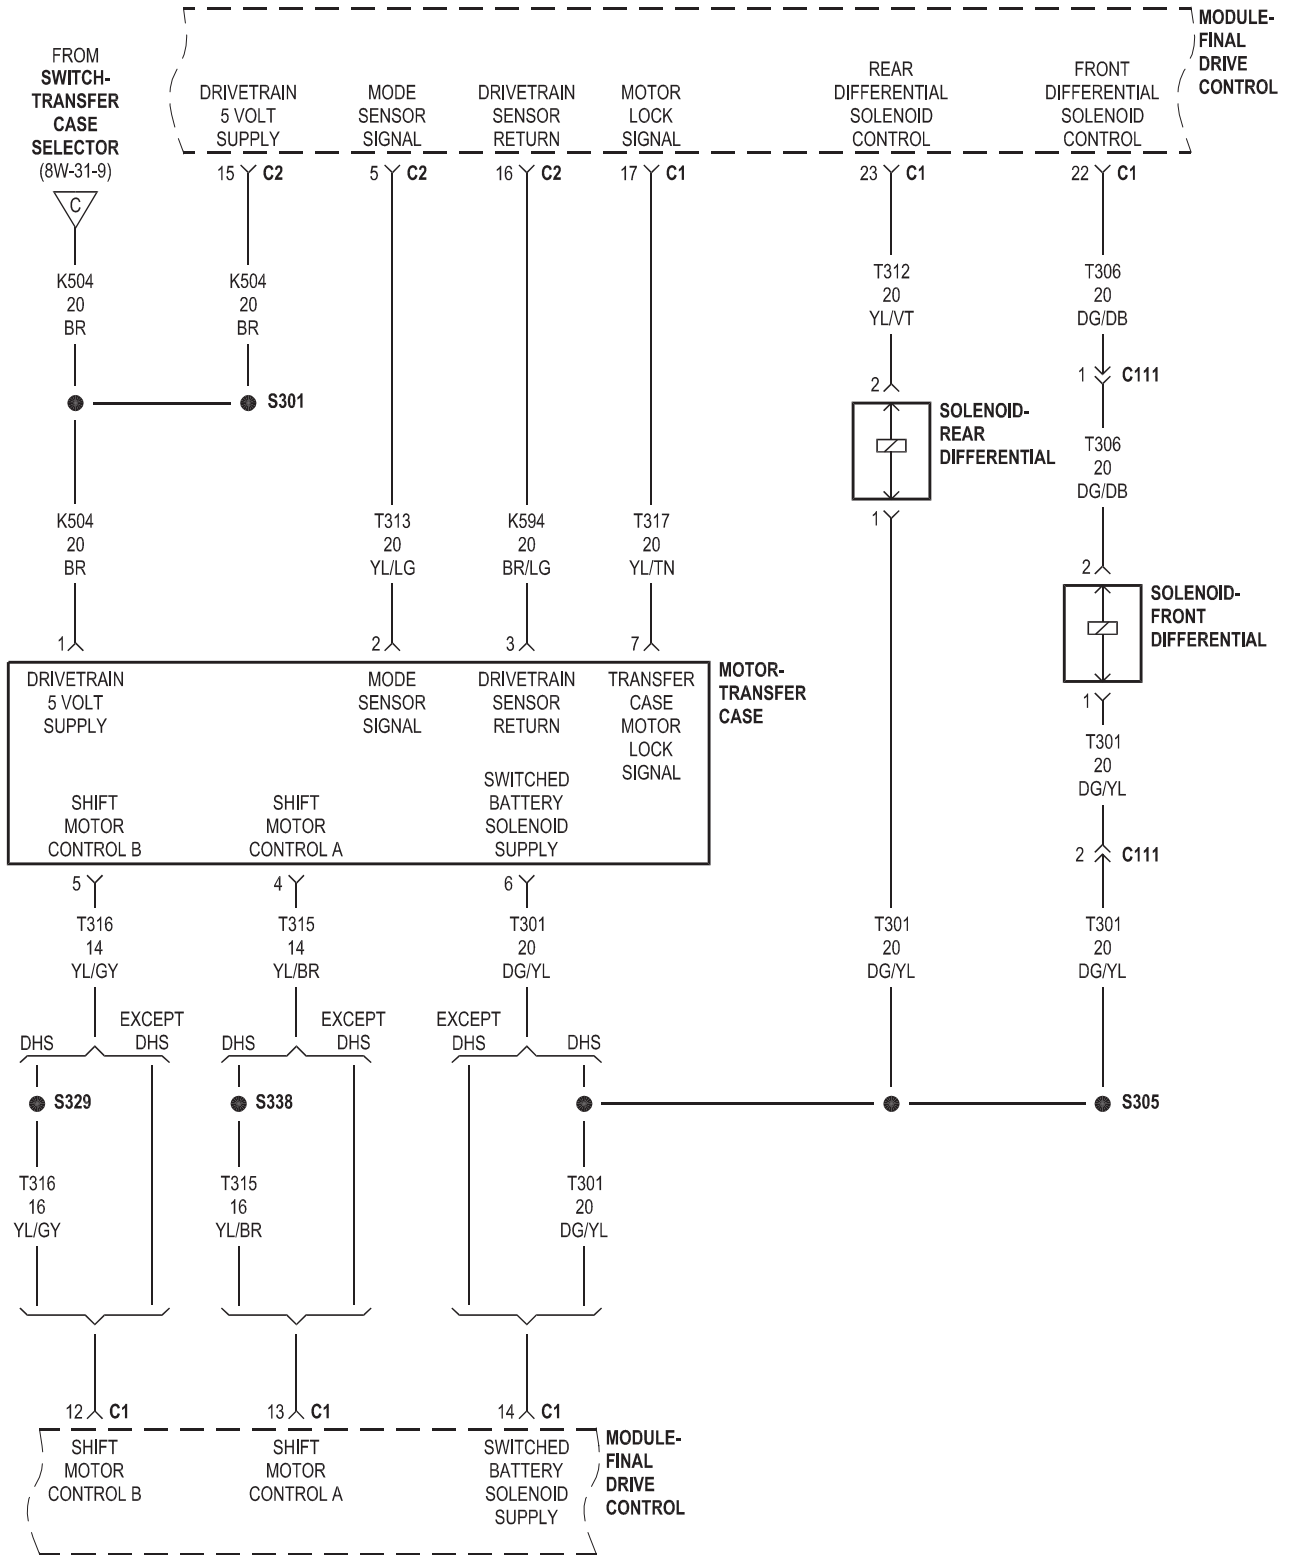 MODULE-
FINAL
DRIVE
CONTROL
FROM
SWITCH-
TRANSFER
CASE
SELECTOR
(8W-31-9)
C
DRIVETRAIN
5 VOLT
SUPPLY
MODE
SENSOR
SIGNAL
DRIVETRAIN
SENSOR
RETURN
MOTOR
LOCK
SIGNAL
REAR
DIFFERENTIAL
SOLENOID
CONTROL
FRONT
DIFFERENTIAL
SOLENOID
CONTROL
15 C2
5 C2
16 C2
17 C1
23 C1
22 C1
K504
20
BR
K504
20
BR
T312
20
YL/VT
T306
20
DG/DB
1 C111
S301
2
SOLENOID-
REAR
DIFFERENTIAL
1
T306
20
DG/DB
K504
20
BR
T313
20
YL/LG
K594
20
BR/LG
T317
20
YL/TN
2
SOLENOID-
FRONT
DIFFERENTIAL
1
1
2
3
7
MOTOR-
TRANSFER
CASE
DRIVETRAIN
5 VOLT
SUPPLY
MODE
SENSOR
SIGNAL
DRIVETRAIN
SENSOR
RETURN
TRANSFER
CASE
MOTOR
LOCK
SIGNAL
SHIFT
MOTOR
CONTROL B
SHIFT
MOTOR
CONTROL A
SWITCHED
BATTERY
SOLENOID
SUPPLY
T301
20
DG/YL
2 C111
5
4
6
T316
14
YL/GY
T315
14
YL/BR
T301
20
DG/YL
T301
20
DG/YL
T301
20
DG/YL
DHS
EXCEPT
DHS
DHS
EXCEPT
DHS
EXCEPT
DHS
DHS
S329
S338
S305
T316
16
YL/GY
T315
16
YL/BR
T301
20
DG/YL
12 C1
13 C1
14 C1
SHIFT
MOTOR
CONTROL B
SHIFT
MOTOR
CONTROL A
SWITCHED
BATTERY
SOLENOID
SUPPLY
MODULE-
FINAL
DRIVE
CONTROL